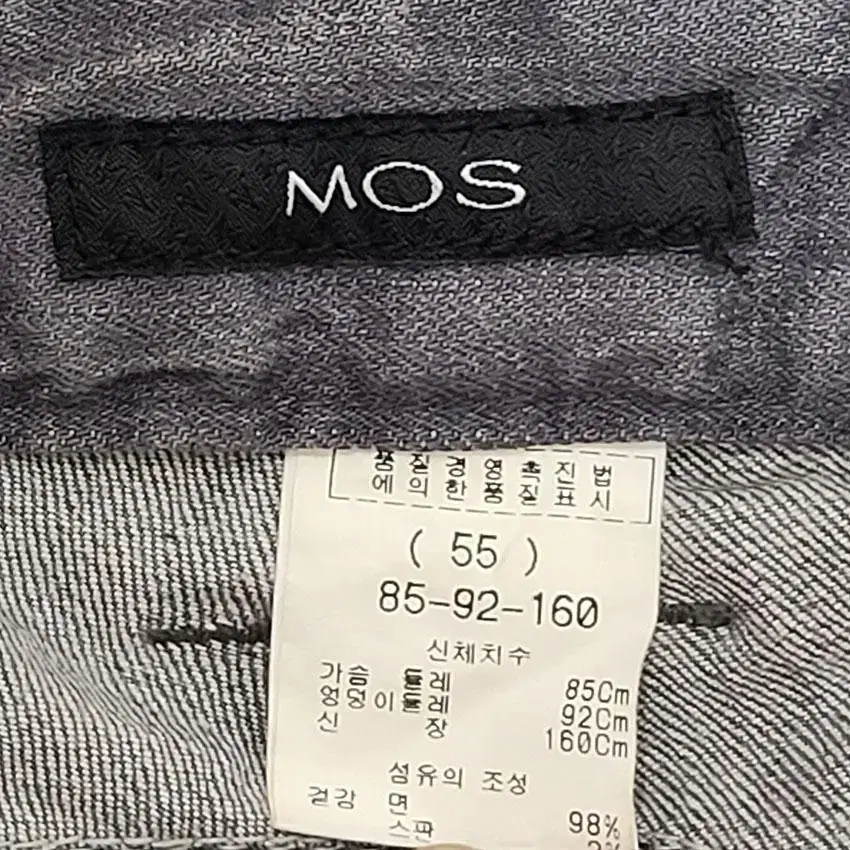 MOS
품질경영촉진법
에의한품질표시
( 55 )
85-92-160
신체치수
가슴 둘레 85Cm
엉덩이둘레 92Cm
신 장 160Cm
섬유의 조성
겉감 면 98%
스판